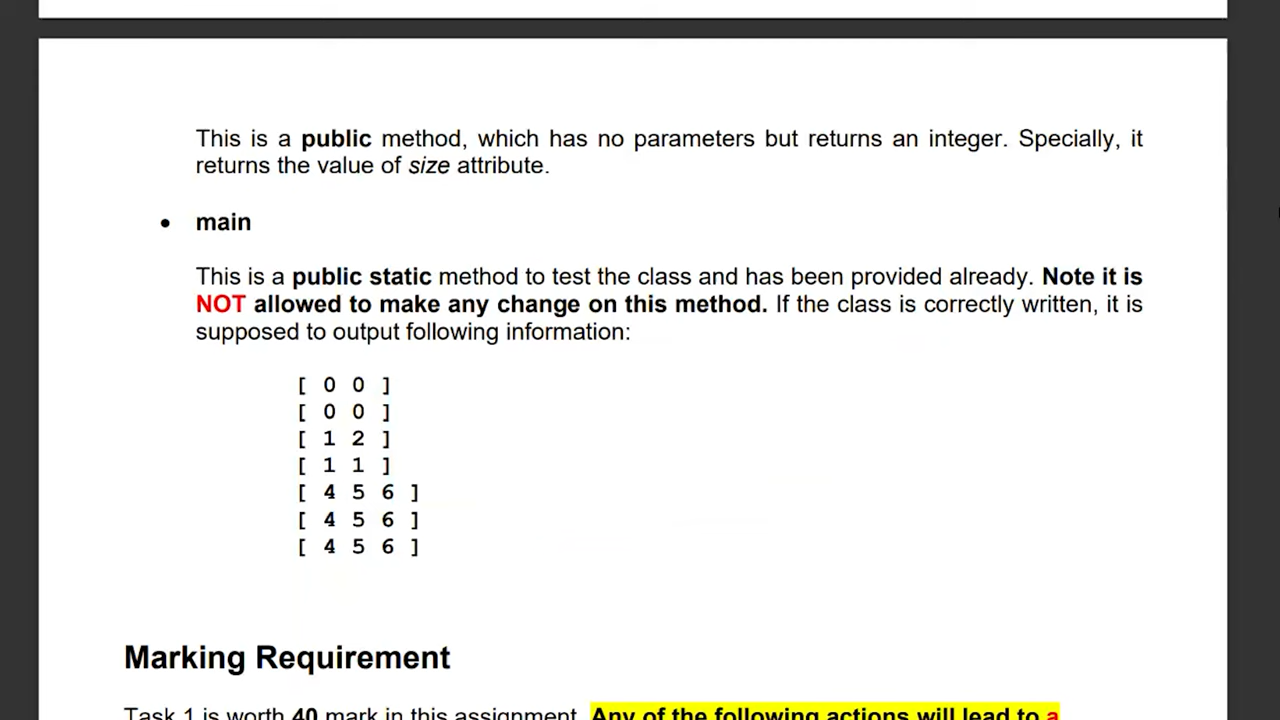 This is a public method, which has no parameters but returns an integer. Specially, it
returns the value of size attribute.
• main
This is a public static method to test the class and has been provided already. Note it is
NOT allowed to make any change on this method. If the class is correctly written, it is
supposed to output following information:
[ 0 0 ]
[ 0 0 ]
[ 1 2 ]
[ 1 1 ]
[ 4 5 6 ]
[ 4 5 6 ]
[ 4 5 6 ]
Marking Requirement
Task 1 is worth 40 mark in this assignment. Any of the following actions will lead to a